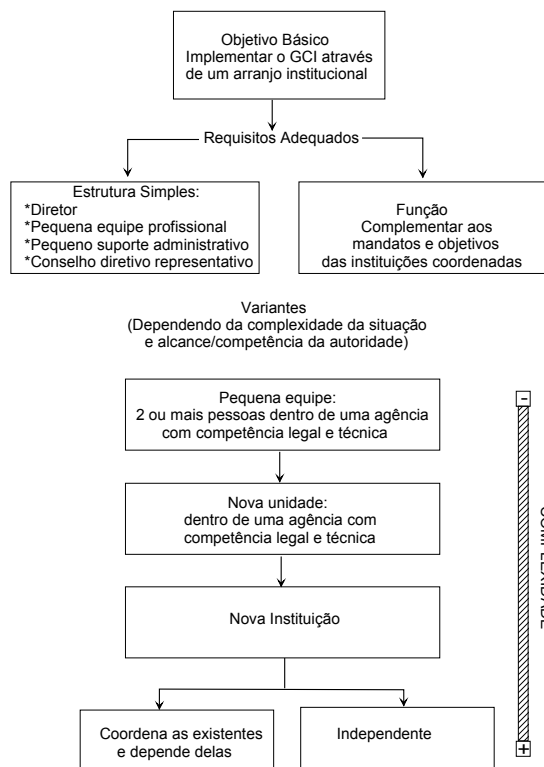 Objetivo Básico
Implementar o GCI através
de um arranjo institucional
Requisitos Adequados
Estrutura Simples:
*Diretor
*Pequena equipe profissional
*Pequeno suporte administrativo
*Conselho diretivo representativo
Função
Complementar aos
mandatos e objetivos
das instituições coordenadas
Variantes
(Dependendo da complexidade da situação
e alcance/competência da autoridade)
Pequena equipe:
2 ou mais pessoas dentro de uma agência
com competência legal e técnica
Nova unidade:
dentro de uma agência com
competência legal e técnica
Nova Instituição
Coordena as existentes
e depende delas
Independente
-
COMPLEXIDADE
+